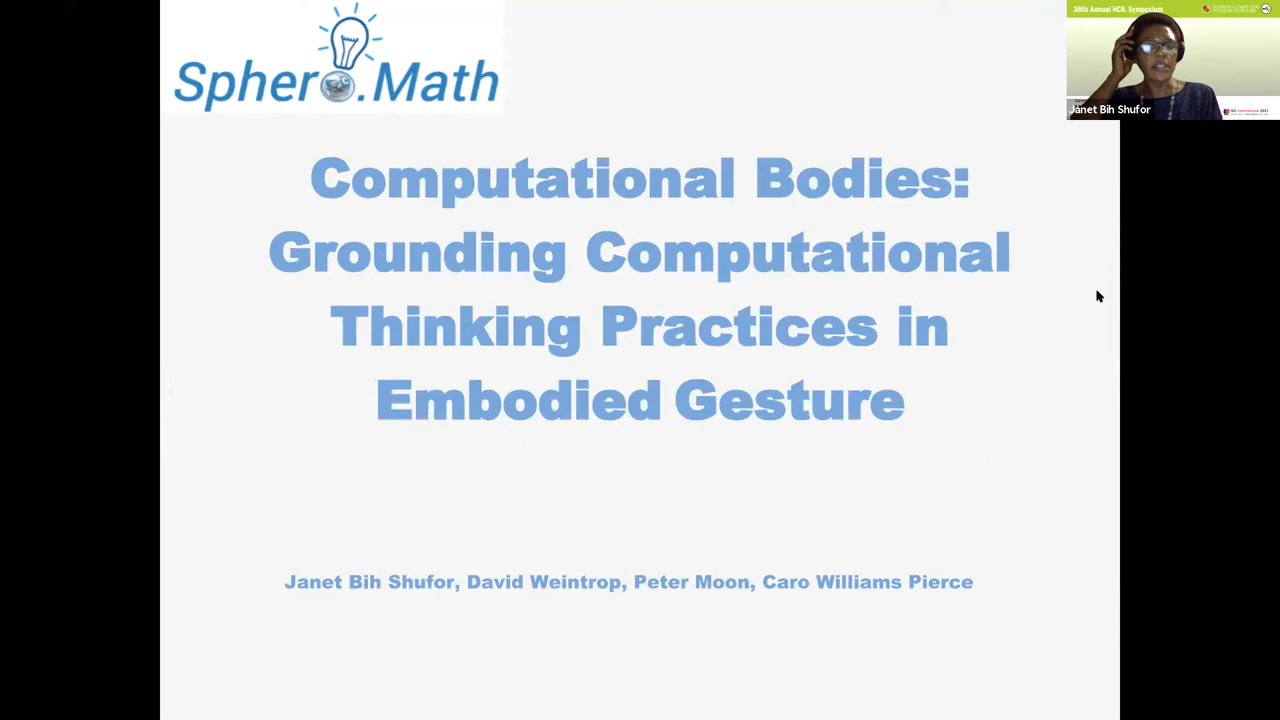 Spher.Math
Computational Bodies:
Grounding Computational
Thinking Practices in
Embodied Gesture
Janet Bih Shufor, David Weintrop, Peter Moon, Caro Williams Pierce
38th Annual HCIL Symposium
Janet Bih Shufor